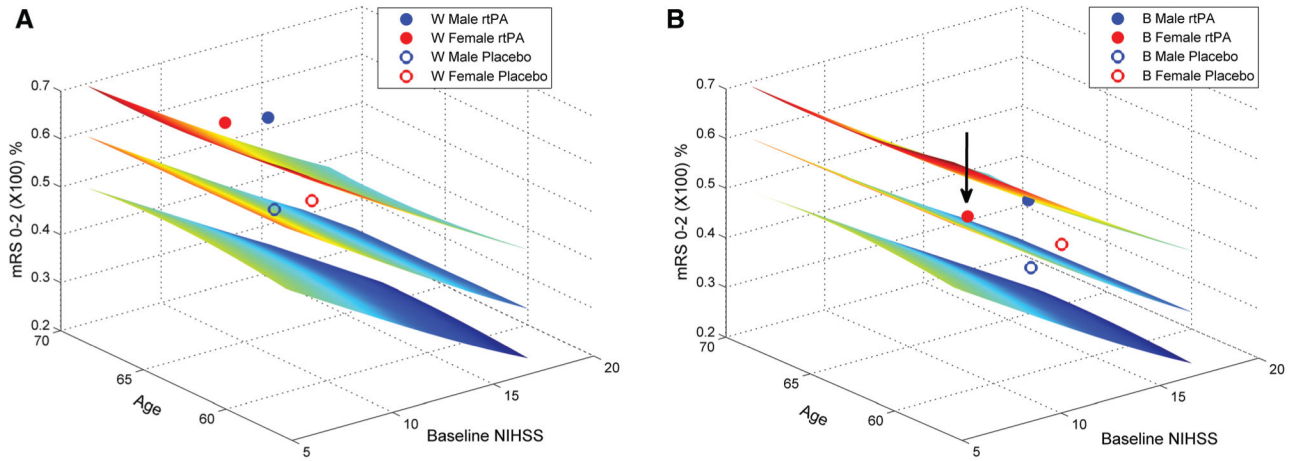 A
W Male rtPA
W Female rtPA
W Male Placebo
W Female Placebo
mRS 0-2 (X100) %
0.7
0.6
0.5
0.4
0.3
0.2
70
65
60
Age
5
10
15
20
Baseline NIHSS
B
B Male rtPA
B Female rtPA
B Male Placebo
B Female Placebo
mRS 0-2 (X100) %
0.7
0.6
0.5
0.4
0.3
0.2
70
65
60
Age
5
10
15
20
Baseline NIHSS